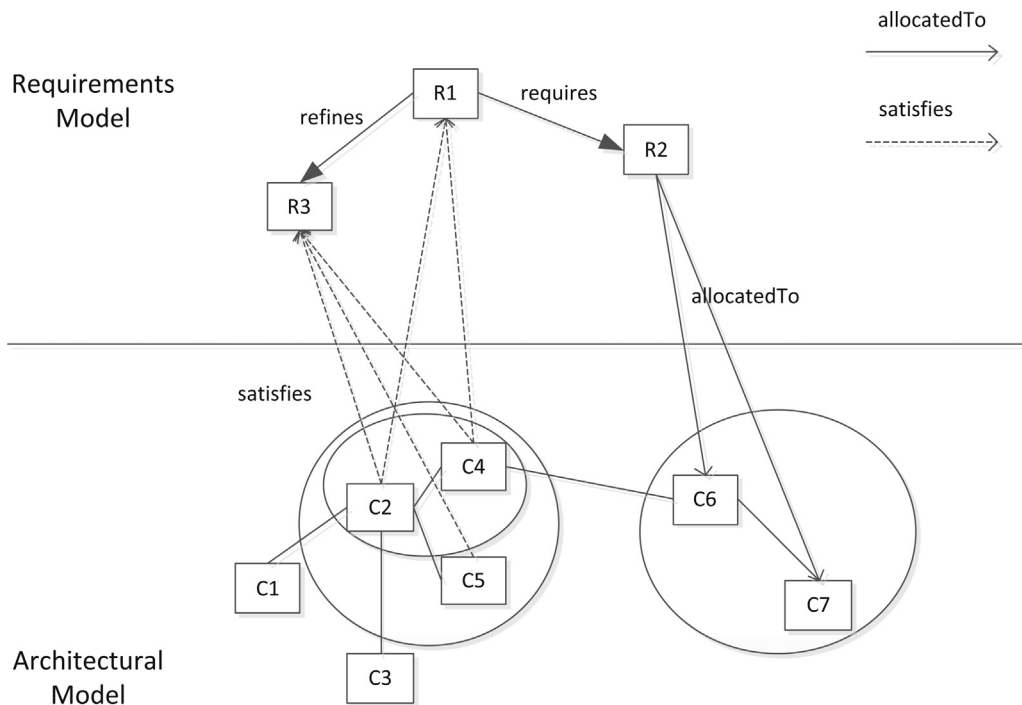 allocatedTo
Requirements
Model
R1
requires
satisfies
refines
R2
R3
allocatedTo
satisfies
C4
C6
C2
C5
C1
C7
Architectural
Model
C3